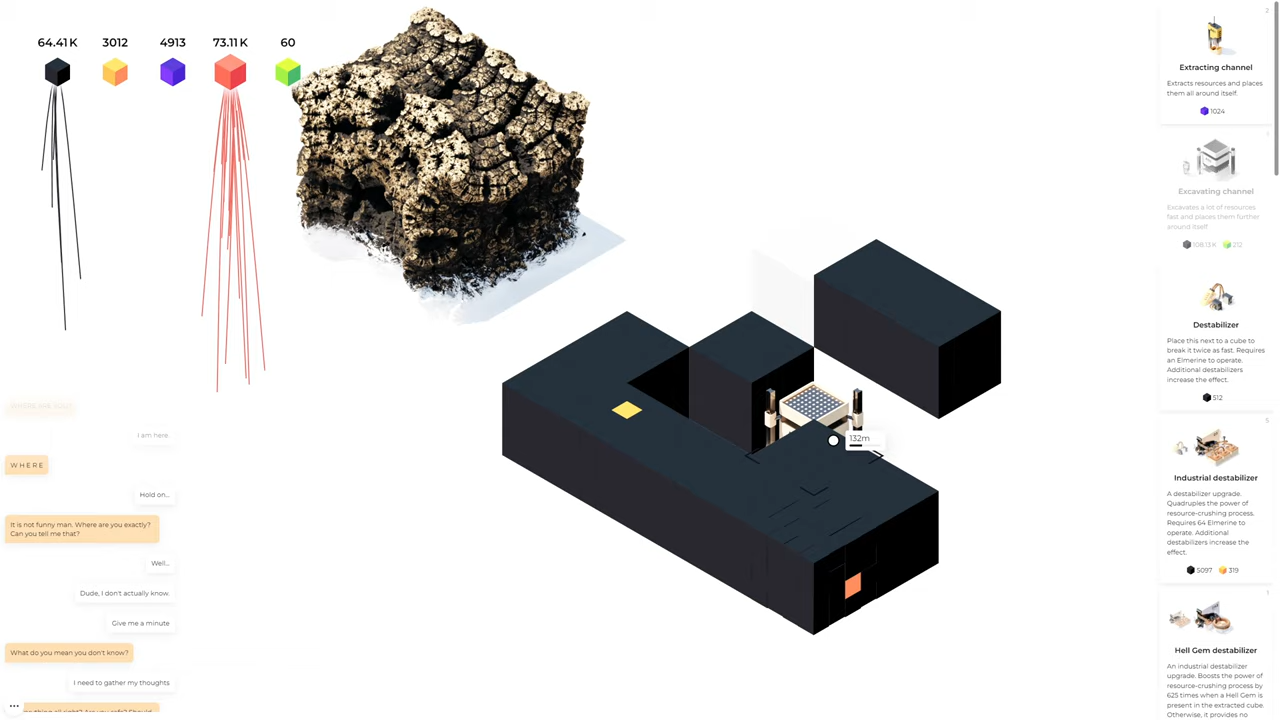 64.41 K
3012
4913
73.11 K
60
WHERE ARE YOU?
I am here.
W H E R E
Hold on...
It is not funny man. Where are you exactly?
Can you tell me that?
Well...
Dude, I don't actually know.
Give me a minute
What do you mean you don't know?
I need to gather my thoughts
132m
2
Extracting channel
Extracts resources and places
them all around itself.
1024
Excavating channel
Excavates a lot of resources
fast and places them further
around itself
108.13 K
212
Destabilizer
Place this next to a cube to
break it twice as fast. Requires
an Elmerine to operate.
Additional destabilizers
increase the effect.
512
5
Industrial destabilizer
A destabilizer upgrade.
Quadruples the power of
resource-crushing process.
Requires 64 Elmerine to
operate. Additional
destabilizers increase the
effect.
5097
319
1
Hell Gem destabilizer
An industrial destabilizer
upgrade. Boosts the power of
resource-crushing process by
625 times when a Hell Gem is
present in the extracted cube.
Otherwise, it provides no